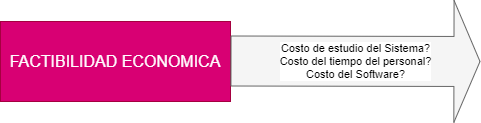 FACTIBILIDAD ECONOMICA
Costo de estudio del Sistema?
Costo del tiempo del personal?
Costo del Software?